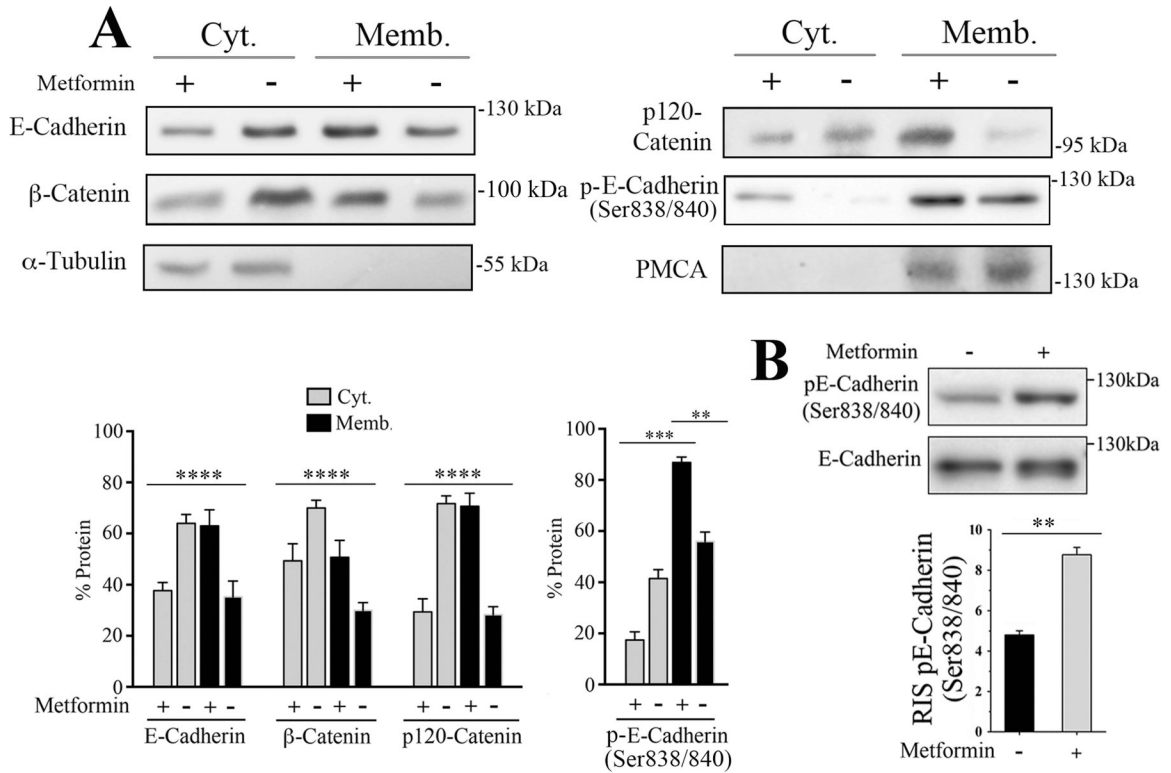 A
Cyt. Memb.
Metformin + - + -
E-Cadherin -130 kDa
β-Catenin -100 kDa
α-Tubulin -55 kDa
Cyt. Memb.
+ - + -
p120-
Catenin -95 kDa
p-E-Cadherin -130 kDa
(Ser838/840)
PMCA -130 kDa
Cyt.
Memb.
% Protein
100
80
60
40
20
0
**** **** ****
Metformin + - + - + - + - + - + -
E-Cadherin β-Catenin p120-Catenin
% Protein
100
80
60
40
20
0
*** **
+ - + -
p-E-Cadherin
(Ser838/840)
B
Metformin - +
pE-Cadherin -130kDa
(Ser838/840)
E-Cadherin -130kDa
RIS pE-Cadherin
(Ser838/840)
10
8
6
4
2
0
**
Metformin - +